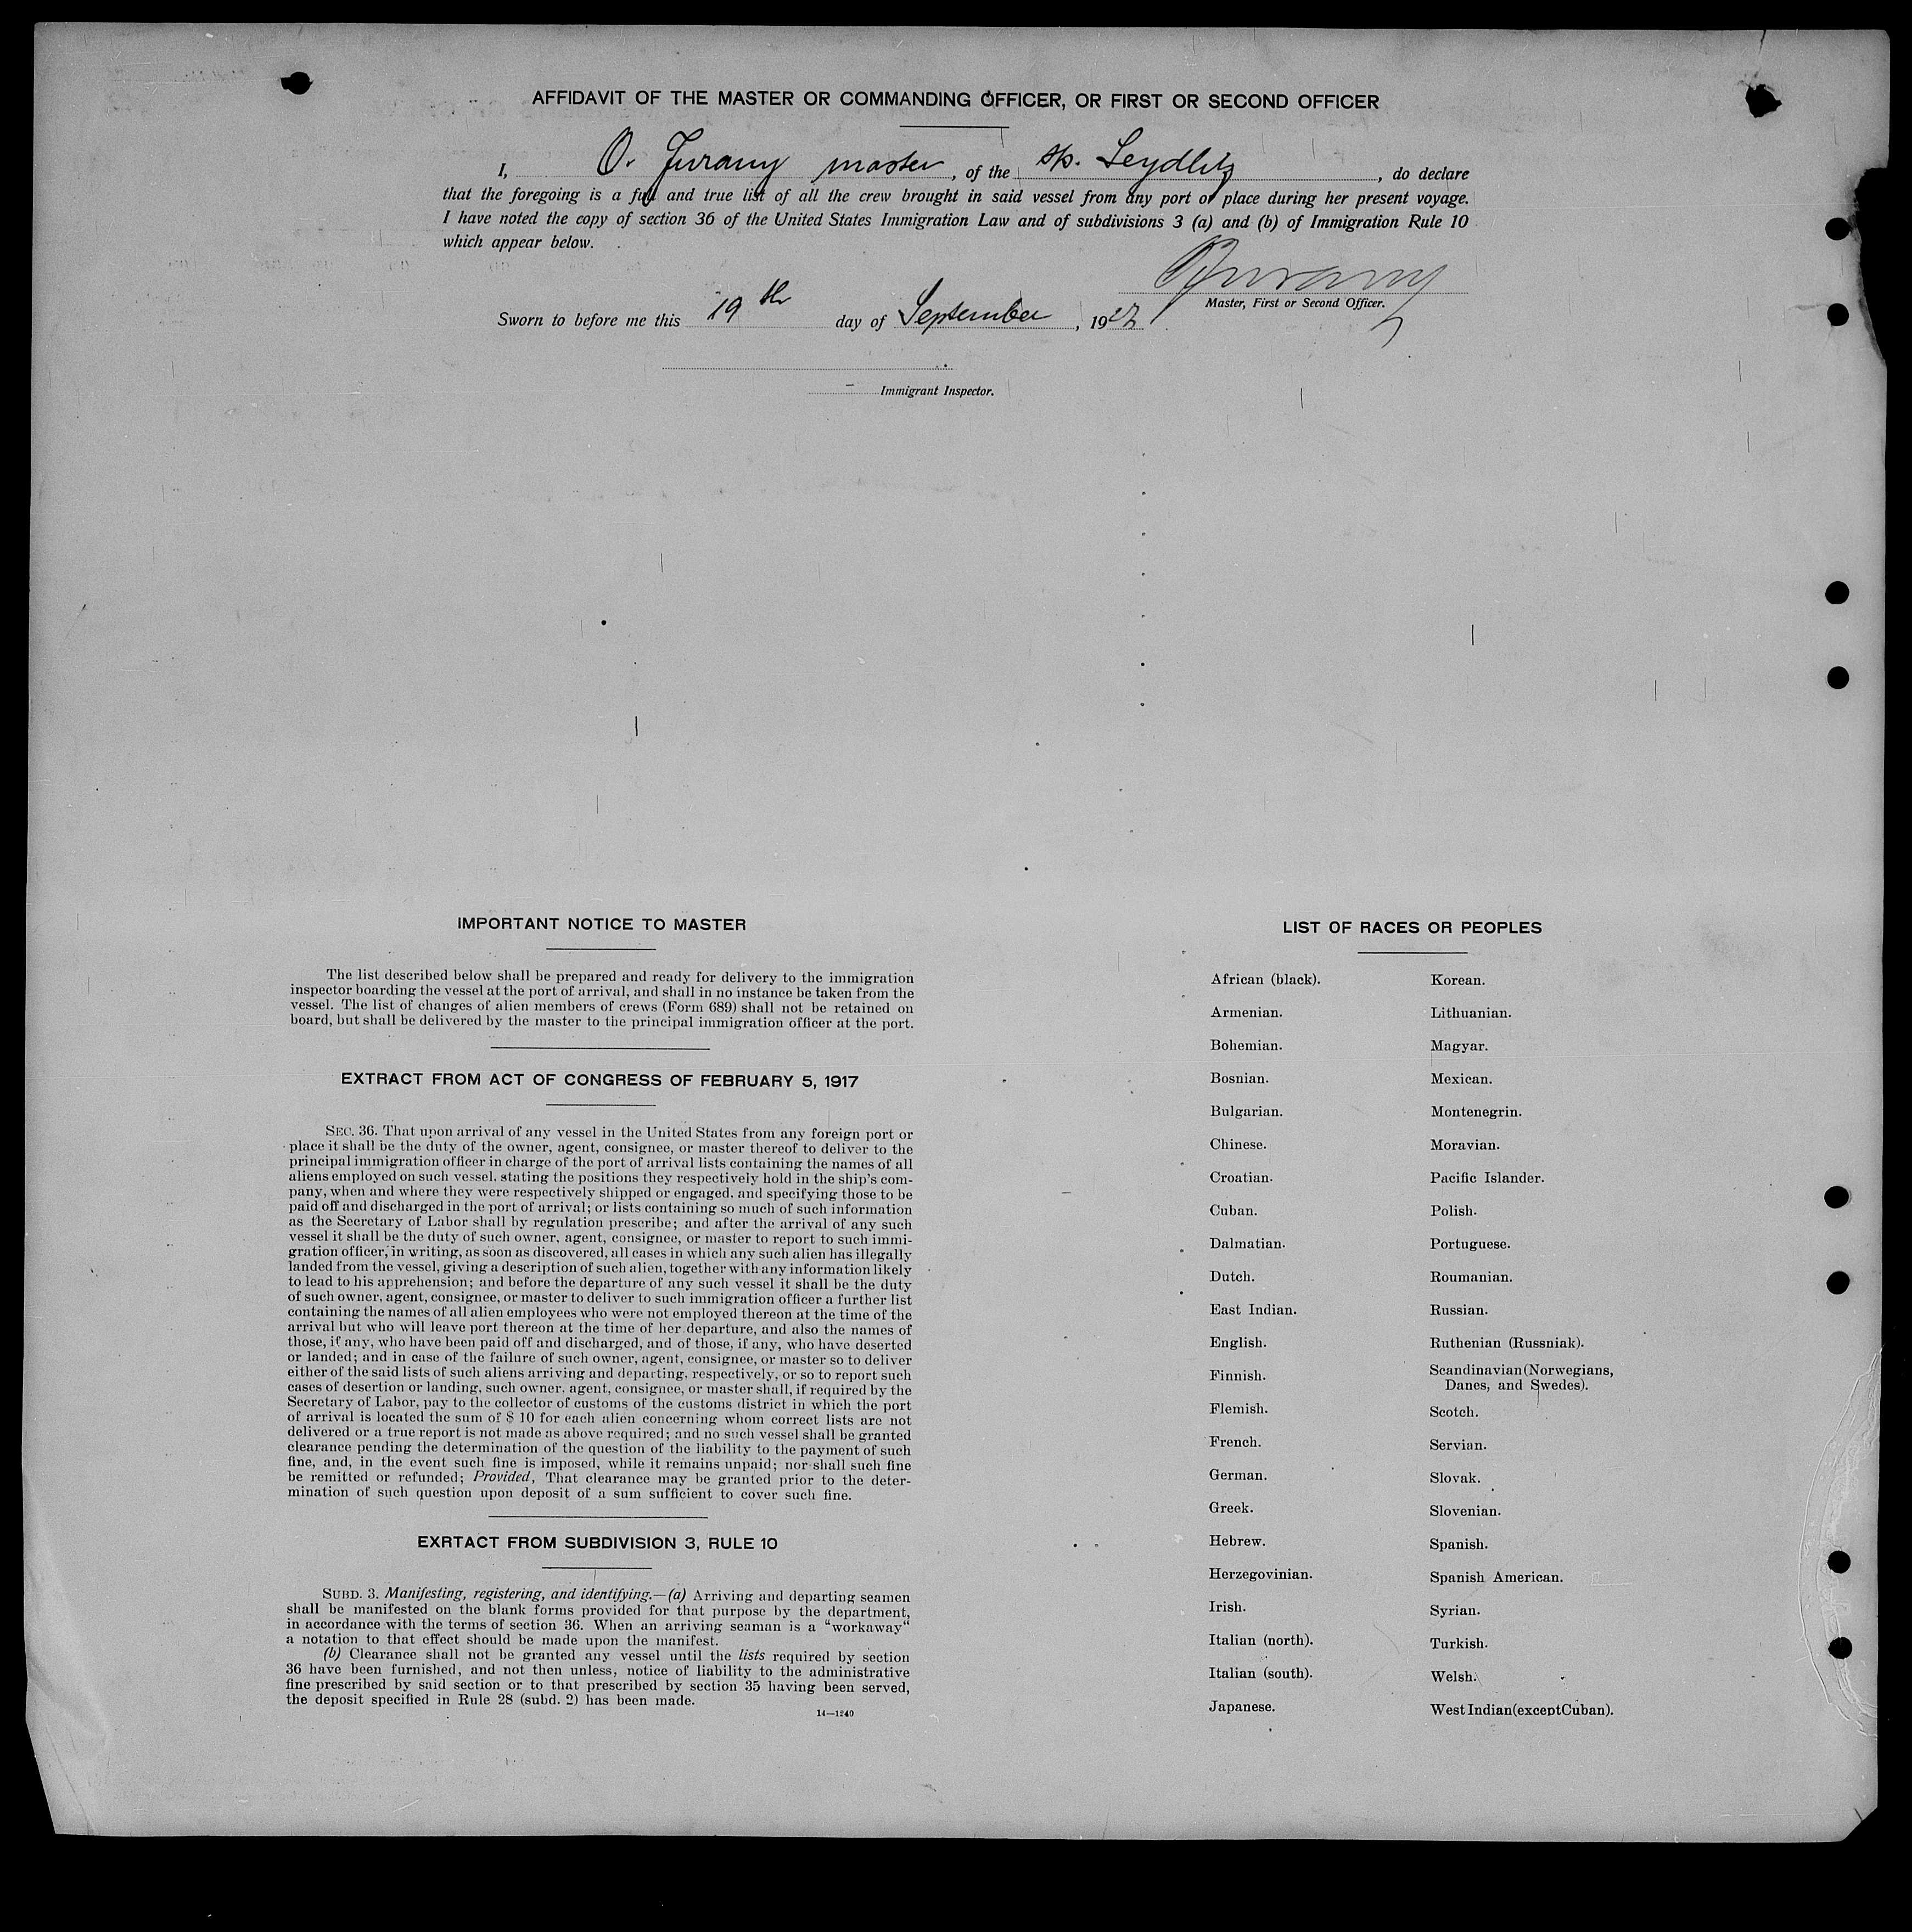 AFFIDAVIT OF THE MASTER OR COMMANDING OFFICER, OR FIRST OR SECOND OFFICER
I, O. Jurany master, of the sp. Seydlitz, do declare
that the foregoing is a full and true list of all the crew brought in said vessel from any port or place during her present voyage.
I have noted the copy of section 36 of the United States Immigration Law and of subdivisions 3 (a) and (b) of Immigration Rule 10
which appear below.
OJurany
Master, First or Second Officer.
Sworn to before me this 19th day of September, 192
Immigrant Inspector.
IMPORTANT NOTICE TO MASTER
The list described below shall be prepared and ready for delivery to the immigration
inspector boarding the vessel at the port of arrival, and shall in no instance be taken from the
vessel. The list of changes of alien members of crews (Form 689) shall not be retained on
board, but shall be delivered by the master to the principal immigration officer at the port.
EXTRACT FROM ACT OF CONGRESS OF FEBRUARY 5, 1917
SEC. 36. That upon arrival of any vessel in the United States from any foreign port or
place it shall be the duty of the owner, agent, consignee, or master thereof to deliver to the
principal immigration officer in charge of the port of arrival lists containing the names of all
aliens employed on such vessel, stating the positions they respectively hold in the ship's com-
pany, when and where they were respectively shipped or engaged, and specifying those to be
paid off and discharged in the port of arrival; or lists containing so much of such information
as the Secretary of Labor shall by regulation prescribe; and after the arrival of any such
vessel it shall be the duty of such owner, agent, consignee, or master to report to such immi-
gration officer, in writing, as soon as discovered, all cases in which any such alien has illegally
landed from the vessel, giving a description of such alien, together with any information likely
to lead to his apprehension; and before the departure of any such vessel it shall be the duty
of such owner, agent, consignee, or master to deliver to such immigration officer a further list
containing the names of all alien employees who were not employed thereon at the time of the
arrival but who will leave port thereon at the time of her departure, and also the names of
those, if any, who have been paid off and discharged, and of those, if any, who have deserted
or landed; and in case of the failure of such owner, agent, consignee, or master so to deliver
either of the said lists of such aliens arriving and departing, respectively, or so to report such
cases of desertion or landing, such owner, agent, consignee, or master shall, if required by the
Secretary of Labor, pay to the collector of customs of the customs district in which the port
of arrival is located the sum of $ 10 for each alien concerning whom correct lists are not
delivered or a true report is not made as above required; and no such vessel shall be granted
clearance pending the determination of the question of the liability to the payment of such
fine, and, in the event such fine is imposed, while it remains unpaid; nor shall such fine
be remitted or refunded; Provided, That clearance may be granted prior to the deter-
mination of such question upon deposit of a sum sufficient to cover such fine.
EXRTACT FROM SUBDIVISION 3, RULE 10
SUBD. 3. Manifesting, registering, and identifying.—(a) Arriving and departing seamen
shall be manifested on the blank forms provided for that purpose by the department,
in accordance with the terms of section 36. When an arriving seaman is a "workaway"
a notation to that effect should be made upon the manifest.
(b) Clearance shall not be granted any vessel until the lists required by section
36 have been furnished, and not then unless, notice of liability to the administrative
fine prescribed by said section or to that prescribed by section 35 having been served,
the deposit specified in Rule 28 (subd. 2) has been made.
14—1240
LIST OF RACES OR PEOPLES
African (black).
Armenian.
Bohemian.
Bosnian.
Bulgarian.
Chinese.
Croatian.
Cuban.
Dalmatian.
Dutch.
East Indian.
English.
Finnish.
Flemish.
French.
German.
Greek.
Hebrew.
Herzegovinian.
Irish.
Italian (north).
Italian (south).
Japanese.
Korean.
Lithuanian.
Magyar.
Mexican.
Montenegrin.
Moravian.
Pacific Islander.
Polish.
Portuguese.
Roumanian.
Russian.
Ruthenian (Russniak).
Scandinavian (Norwegians,
Danes, and Swedes).
Scotch.
Servian.
Slovak.
Slovenian.
Spanish.
Spanish American.
Syrian.
Turkish.
Welsh.
West Indian (except Cuban).